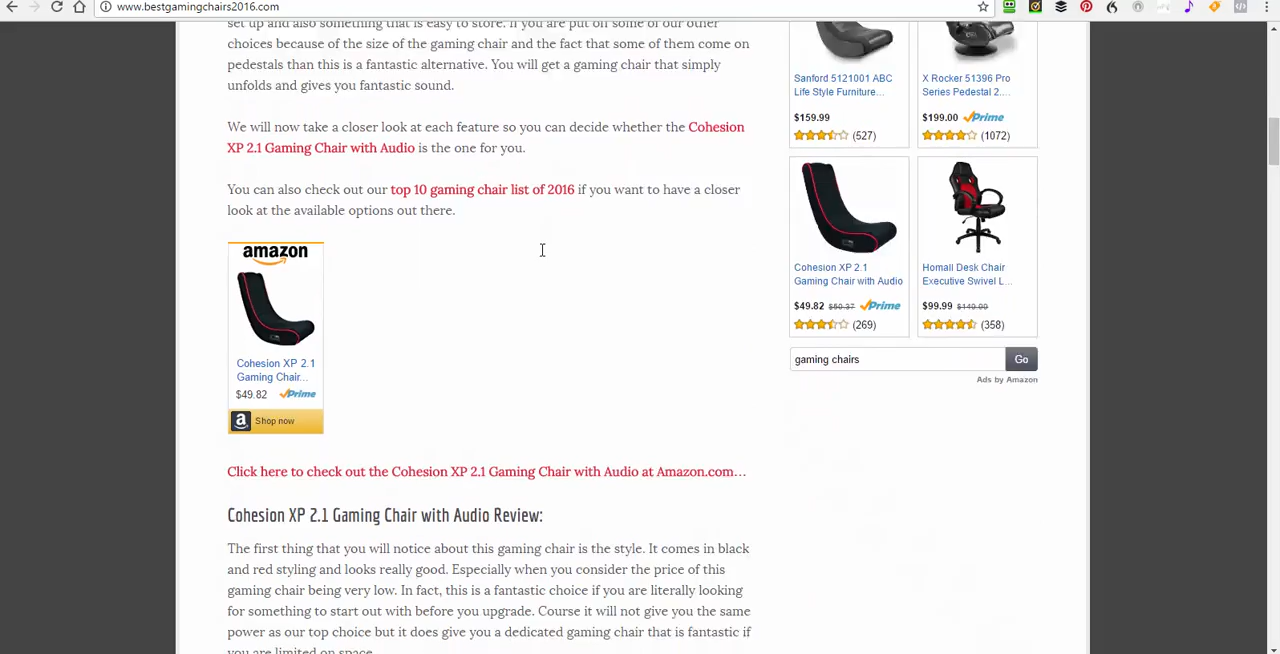 www.bestgamingchairs2016.com
set up and also something that is easy to store. If you are put on some of our other
choices because of the size of the gaming chair and the fact that some of them come on
pedestals than this is a fantastic alternative. You will get a gaming chair that simply
unfolds and gives you fantastic sound.
We will now take a closer look at each feature so you can decide whether the Cohesion
XP 2.1 Gaming Chair with Audio is the one for you.
You can also check out our top 10 gaming chair list of 2016 if you want to have a closer
look at the available options out there.
amazon
Cohesion XP 2.1
Gaming Chair...
$49.82 Prime
a Shop now
Click here to check out the Cohesion XP 2.1 Gaming Chair with Audio at Amazon.com…
Cohesion XP 2.1 Gaming Chair with Audio Review:
The first thing that you will notice about this gaming chair is the style. It comes in black
and red styling and looks really good. Especially when you consider the price of this
gaming chair being very low. In fact, this is a fantastic choice if you are literally looking
for something to start out with before you upgrade. Course it will not give you the same
power as our top choice but it does give you a dedicated gaming chair that is fantastic if
you are limited on space.
Sanford 5121001 ABC
Life Style Furniture...
$159.99
(527)
X Rocker 51396 Pro
Series Pedestal 2....
$199.00 Prime
(1072)
Cohesion XP 2.1
Gaming Chair with Audio
$49.82 $60.37 Prime
(269)
Homall Desk Chair
Executive Swivel L...
$99.99 $149.00
(358)
gaming chairs Go
Ads by Amazon